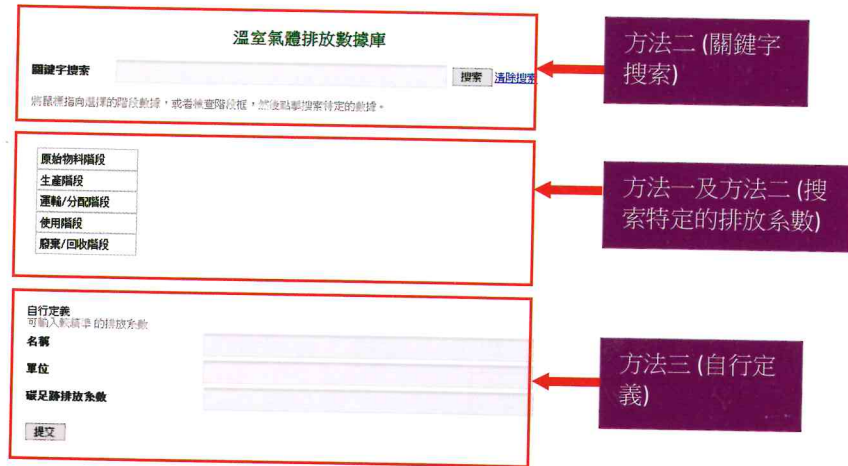 溫室氣體排放數據庫
關鍵字搜索
搜索 清除搜索
將鼠標指向選擇的階段數據，或者檢查階段框，然後點擊搜索特定的數據。
方法二 (關鍵字
搜索)
原始物料階段
生產階段
運輸/分配階段
使用階段
廢棄/回收階段
方法一及方法二 (搜
索特定的排放系數)
自行定義
可輸入較精準的排放系數
名稱
單位
碳足跡排放系數
提交
方法三 (自行定
義)